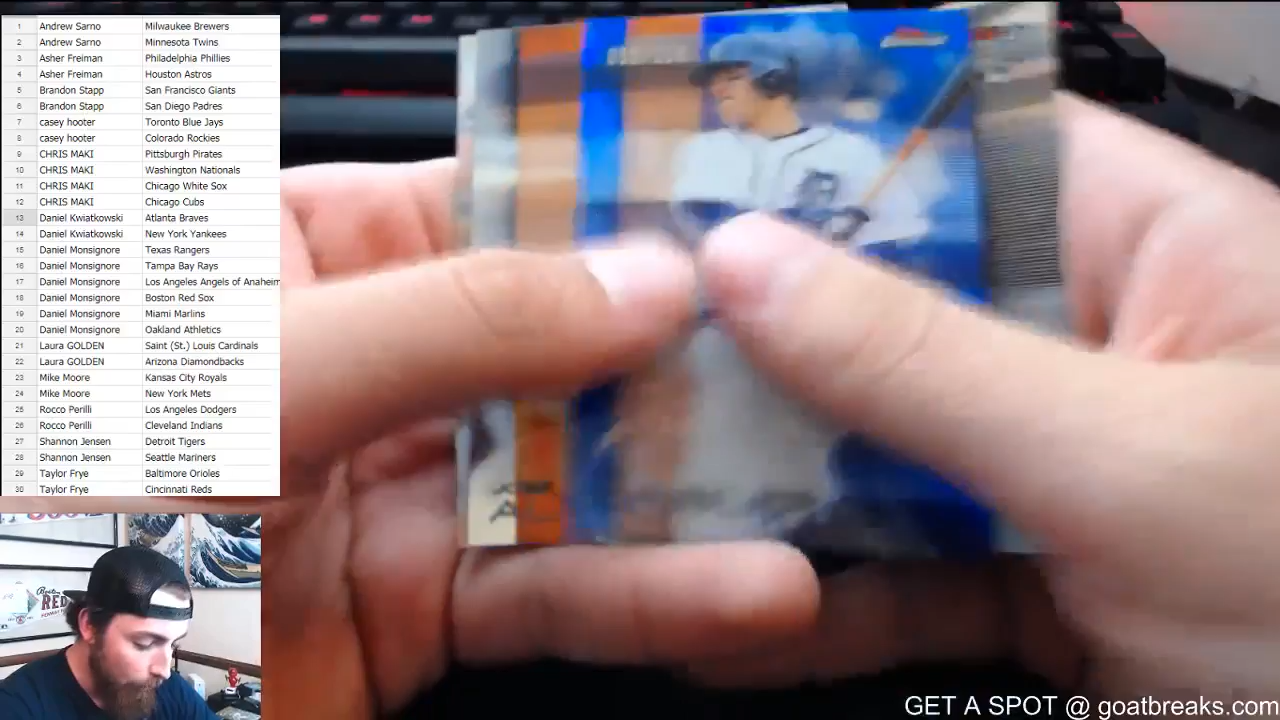 1 Andrew Sarno Milwaukee Brewers
2 Andrew Sarno Minnesota Twins
3 Asher Freiman Philadelphia Phillies
4 Asher Freiman Houston Astros
5 Brandon Stapp San Francisco Giants
6 Brandon Stapp San Diego Padres
7 casey hooter Toronto Blue Jays
8 casey hooter Colorado Rockies
9 CHRIS MAKI Pittsburgh Pirates
10 CHRIS MAKI Washington Nationals
11 CHRIS MAKI Chicago White Sox
12 CHRIS MAKI Chicago Cubs
13 Daniel Kwiatkowski Atlanta Braves
14 Daniel Kwiatkowski New York Yankees
15 Daniel Monsignore Texas Rangers
16 Daniel Monsignore Tampa Bay Rays
17 Daniel Monsignore Los Angeles Angels of Anaheim
18 Daniel Monsignore Boston Red Sox
19 Daniel Monsignore Miami Marlins
20 Daniel Monsignore Oakland Athletics
21 Laura GOLDEN Saint (St.) Louis Cardinals
22 Laura GOLDEN Arizona Diamondbacks
23 Mike Moore Kansas City Royals
24 Mike Moore New York Mets
25 Rocco Perilli Los Angeles Dodgers
26 Rocco Perilli Cleveland Indians
27 Shannon Jensen Detroit Tigers
28 Shannon Jensen Seattle Mariners
29 Taylor Frye Baltimore Orioles
30 Taylor Frye Cincinnati Reds
Boston
RED
GET A SPOT @ goatbreaks.com